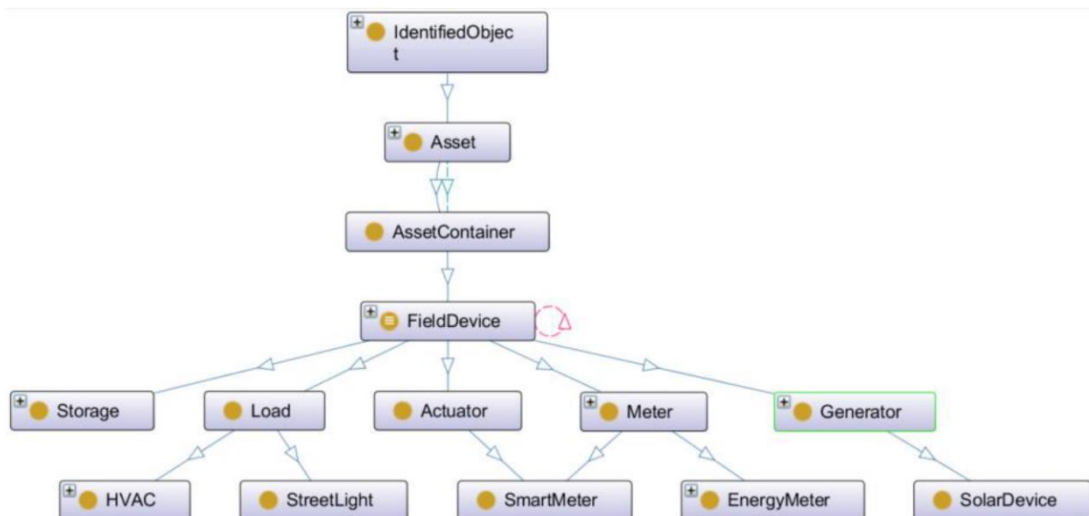 IdentifiedObjec
t
Asset
AssetContainer
FieldDevice
Storage
Load
Actuator
Meter
Generator
HVAC
StreetLight
SmartMeter
EnergyMeter
SolarDevice